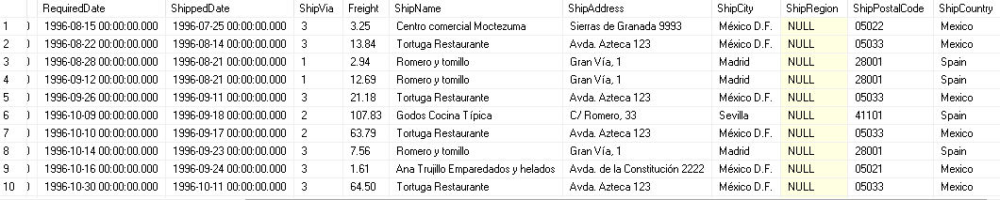 RequiredDate ShippedDate ShipVia Freight ShipName ShipAddress ShipCity ShipRegion ShipPostalCode ShipCountry
1 ) 1996-08-15 00:00:00.000 1996-07-25 00:00:00.000 3 3.25 Centro comercial Moctezuma Sierras de Granada 9993 México D.F. NULL 05022 Mexico
2 ) 1996-08-22 00:00:00.000 1996-08-14 00:00:00.000 3 13.84 Tortuga Restaurante Avda. Azteca 123 México D.F. NULL 05033 Mexico
3 ) 1996-08-28 00:00:00.000 1996-08-21 00:00:00.000 1 2.94 Romero y tomillo Gran Vía, 1 Madrid NULL 28001 Spain
4 ) 1996-09-12 00:00:00.000 1996-08-21 00:00:00.000 1 12.69 Romero y tomillo Gran Vía, 1 Madrid NULL 28001 Spain
5 ) 1996-09-26 00:00:00.000 1996-09-11 00:00:00.000 3 21.18 Tortuga Restaurante Avda. Azteca 123 México D.F. NULL 05033 Mexico
6 ) 1996-10-09 00:00:00.000 1996-09-18 00:00:00.000 2 107.83 Godos Cocina Típica C/ Romero, 33 Sevilla NULL 41101 Spain
7 ) 1996-10-10 00:00:00.000 1996-09-17 00:00:00.000 2 63.79 Tortuga Restaurante Avda. Azteca 123 México D.F. NULL 05033 Mexico
8 ) 1996-10-14 00:00:00.000 1996-09-23 00:00:00.000 3 7.56 Romero y tomillo Gran Vía, 1 Madrid NULL 28001 Spain
9 ) 1996-10-16 00:00:00.000 1996-09-24 00:00:00.000 3 1.61 Ana Trujillo Emparedados y helados Avda. de la Constitución 2222 México D.F. NULL 05021 Mexico
10 ) 1996-10-30 00:00:00.000 1996-10-11 00:00:00.000 3 64.50 Tortuga Restaurante Avda. Azteca 123 México D.F. NULL 05033 Mexico